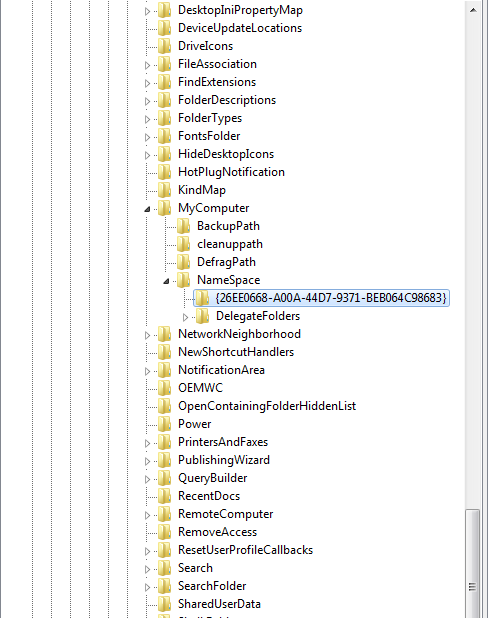 DesktopIniPropertyMap
DeviceUpdateLocations
DriveIcons
FileAssociation
FindExtensions
FolderDescriptions
FolderTypes
FontsFolder
HideDesktopIcons
HotPlugNotification
KindMap
MyComputer
BackupPath
cleanuppath
DefragPath
NameSpace
{26EE0668-A00A-44D7-9371-BEB064C98683}
DelegateFolders
NetworkNeighborhood
NewShortcutHandlers
NotificationArea
OEMWC
OpenContainingFolderHiddenList
Power
PrintersAndFaxes
PublishingWizard
QueryBuilder
RecentDocs
RemoteComputer
RemoveAccess
ResetUserProfileCallbacks
Search
SearchFolder
SharedUserData